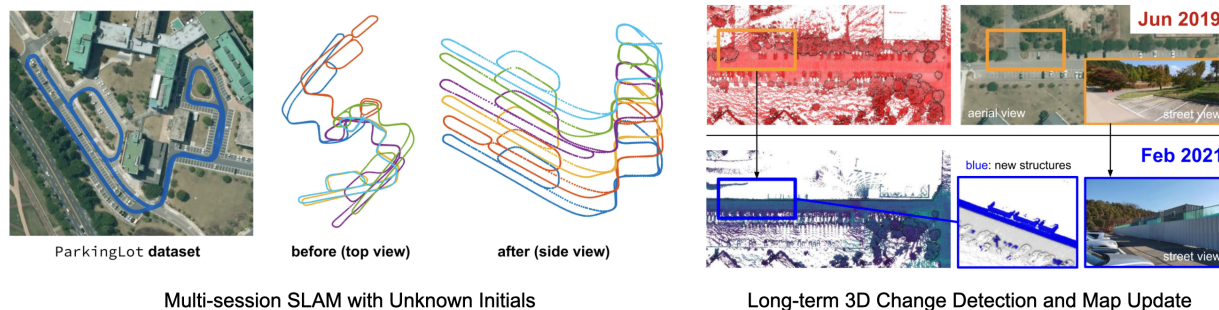 ParkingLot dataset
before (top view)
after (side view)
Multi-session SLAM with Unknown Initials
Jun 2019
aerial view
street view
Feb 2021
blue: new structures
street view
Long-term 3D Change Detection and Map Update